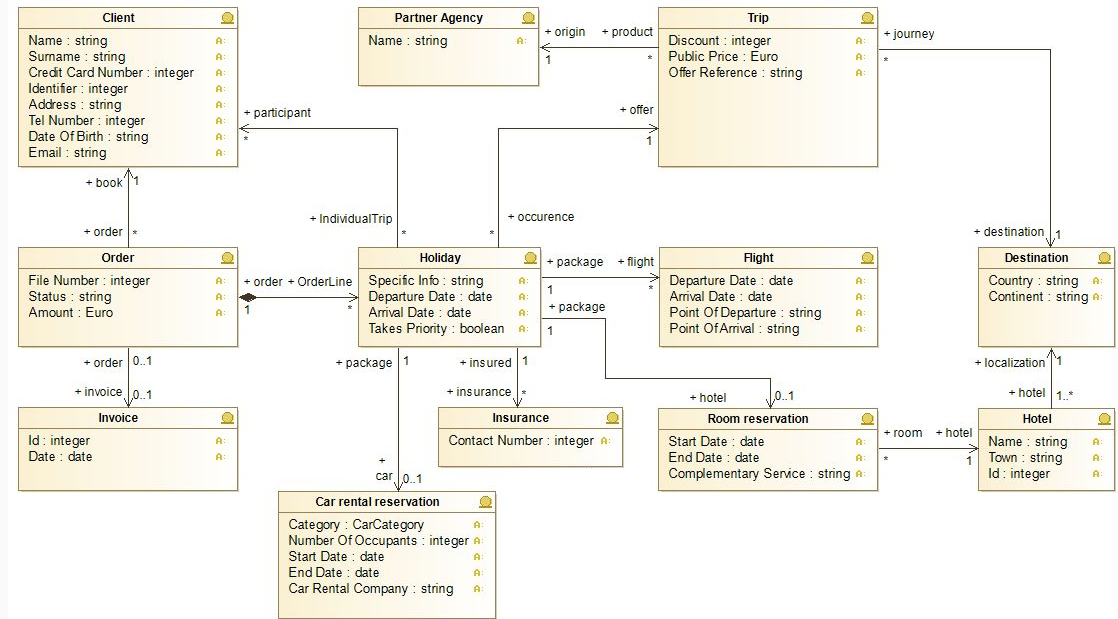 Client
Name : string
Surname : string
Credit Card Number : integer
Identifier : integer
Address : string
Tel Number : integer
Date Of Birth : string
Email : string
Partner Agency
Name : string
+ origin + product
1 *
Trip
Discount : integer
Public Price : Euro
Offer Reference : string
+ journey
*
+ participant
*
+ offer
1
+ book 1
+ order *
+ IndividualTrip *
+ occurence
*
+ destination 1
Order
File Number : integer
Status : string
Amount : Euro
+ order + OrderLine
1 *
Holiday
Specific Info : string
Departure Date : date
Arrival Date : date
Takes Priority : boolean
+ package + flight
1 *
+ package
1
Flight
Departure Date : date
Arrival Date : date
Point Of Departure : string
Point Of Arrival : string
Destination
Country : string
Continent : string
+ order 0..1
+ invoice 0..1
+ package 1
+ insured 1
+ insurance *
+ hotel 0..1
+ localization 1
+ hotel 1..*
Invoice
Id : integer
Date : date
Insurance
Contact Number : integer
Room reservation
Start Date : date
End Date : date
Complementary Service : string
+ room + hotel
* 1
Hotel
Name : string
Town : string
Id : integer
+
car 0..1
Car rental reservation
Category : CarCategory
Number Of Occupants : integer
Start Date : date
End Date : date
Car Rental Company : string